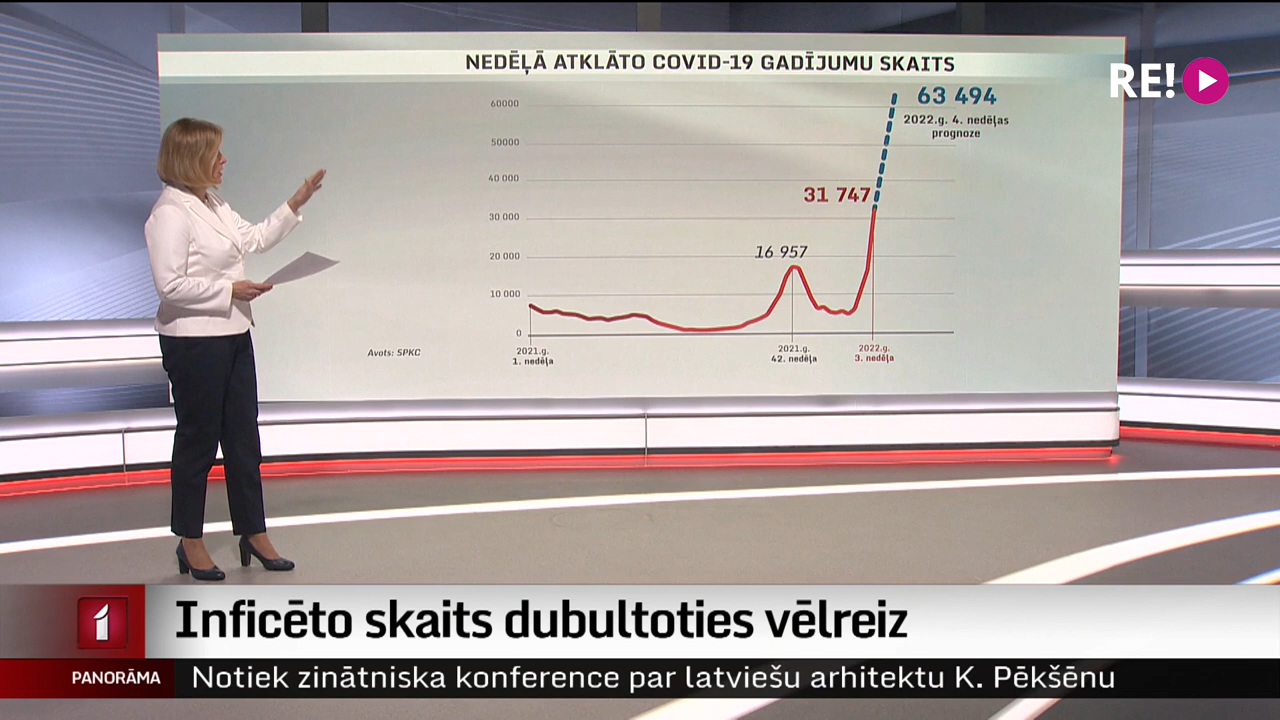 NEDĒĻĀ ATKLĀTO COVID-19 GADĪJUMU SKAITS
RE!
63 494
2022.g. 4. nedēļas
prognoze
60000
50000
40 000
30 000
20 000
10 000
0
31 747
16 957
Avots: SPKC
2021.g.
1. nedēļa
2021.g.
42. nedēļa
2022.g.
3. nedēļa
1
Inficēto skaits dubultoties vēlreiz
PANORĀMA
Notiek zinātniska konference par latviešu arhitektu K. Pēkšēnu